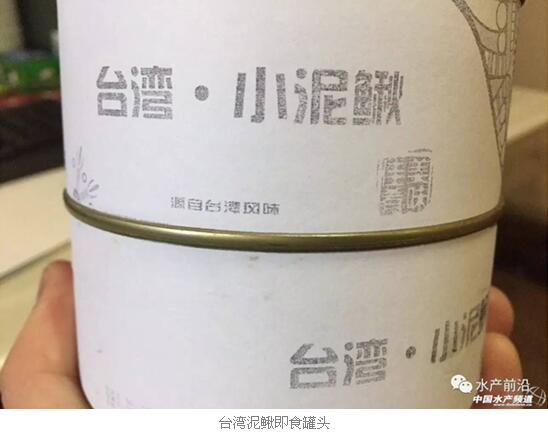 台湾·小泥鳅
源自台湾风味
台湾·小泥鳅
水产前沿
中国水产频道
台湾泥鳅即食罐头